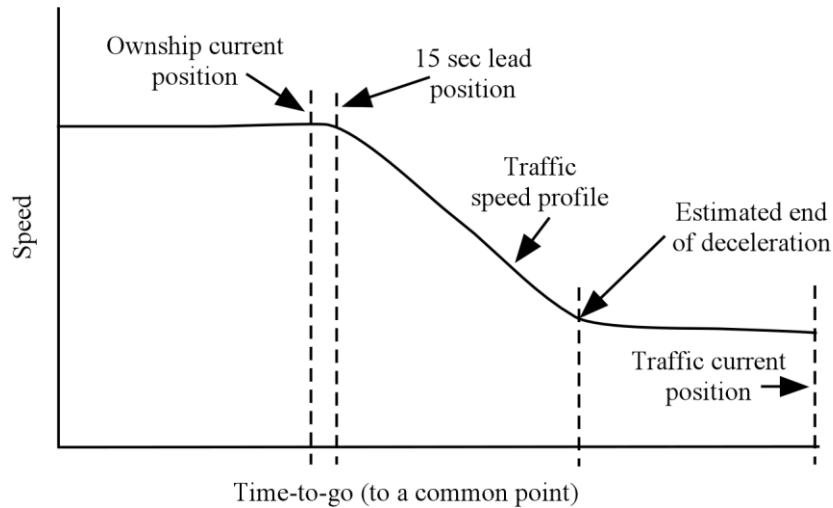 Ownship current
position
15 sec lead
position
Traffic
speed profile
Estimated end
of deceleration
Speed
Traffic current
position
Time-to-go (to a common point)